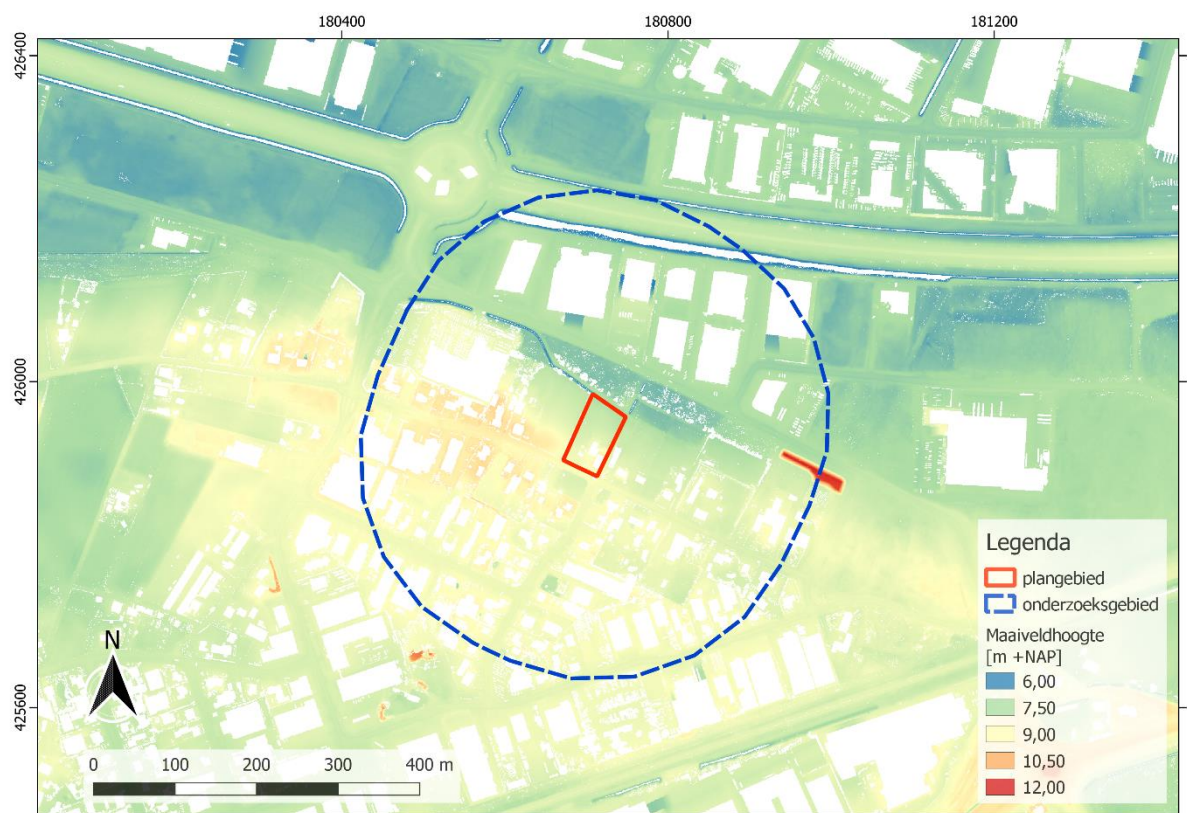 180400
180800
181200
426400
426000
425600
N
0 100 200 300 400 m
Legenda
plangebied
onderzoeksgebied
Maaiveldhoogte
[m +NAP]
6,00
7,50
9,00
10,50
12,00